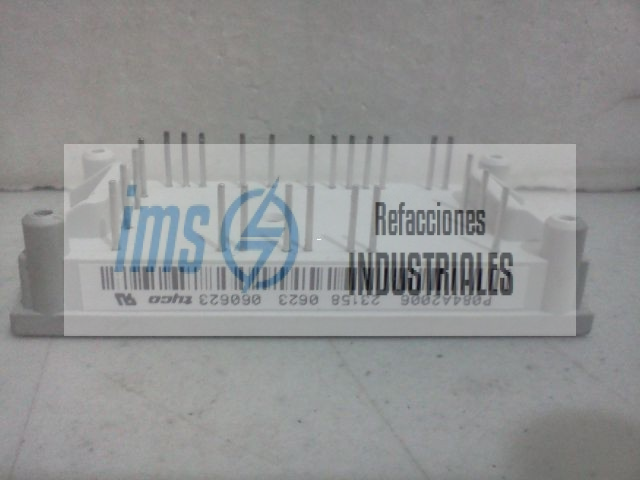 ims Refacciones
INDUSTRIALES
P084A2006 23158 0623 060623 tyco